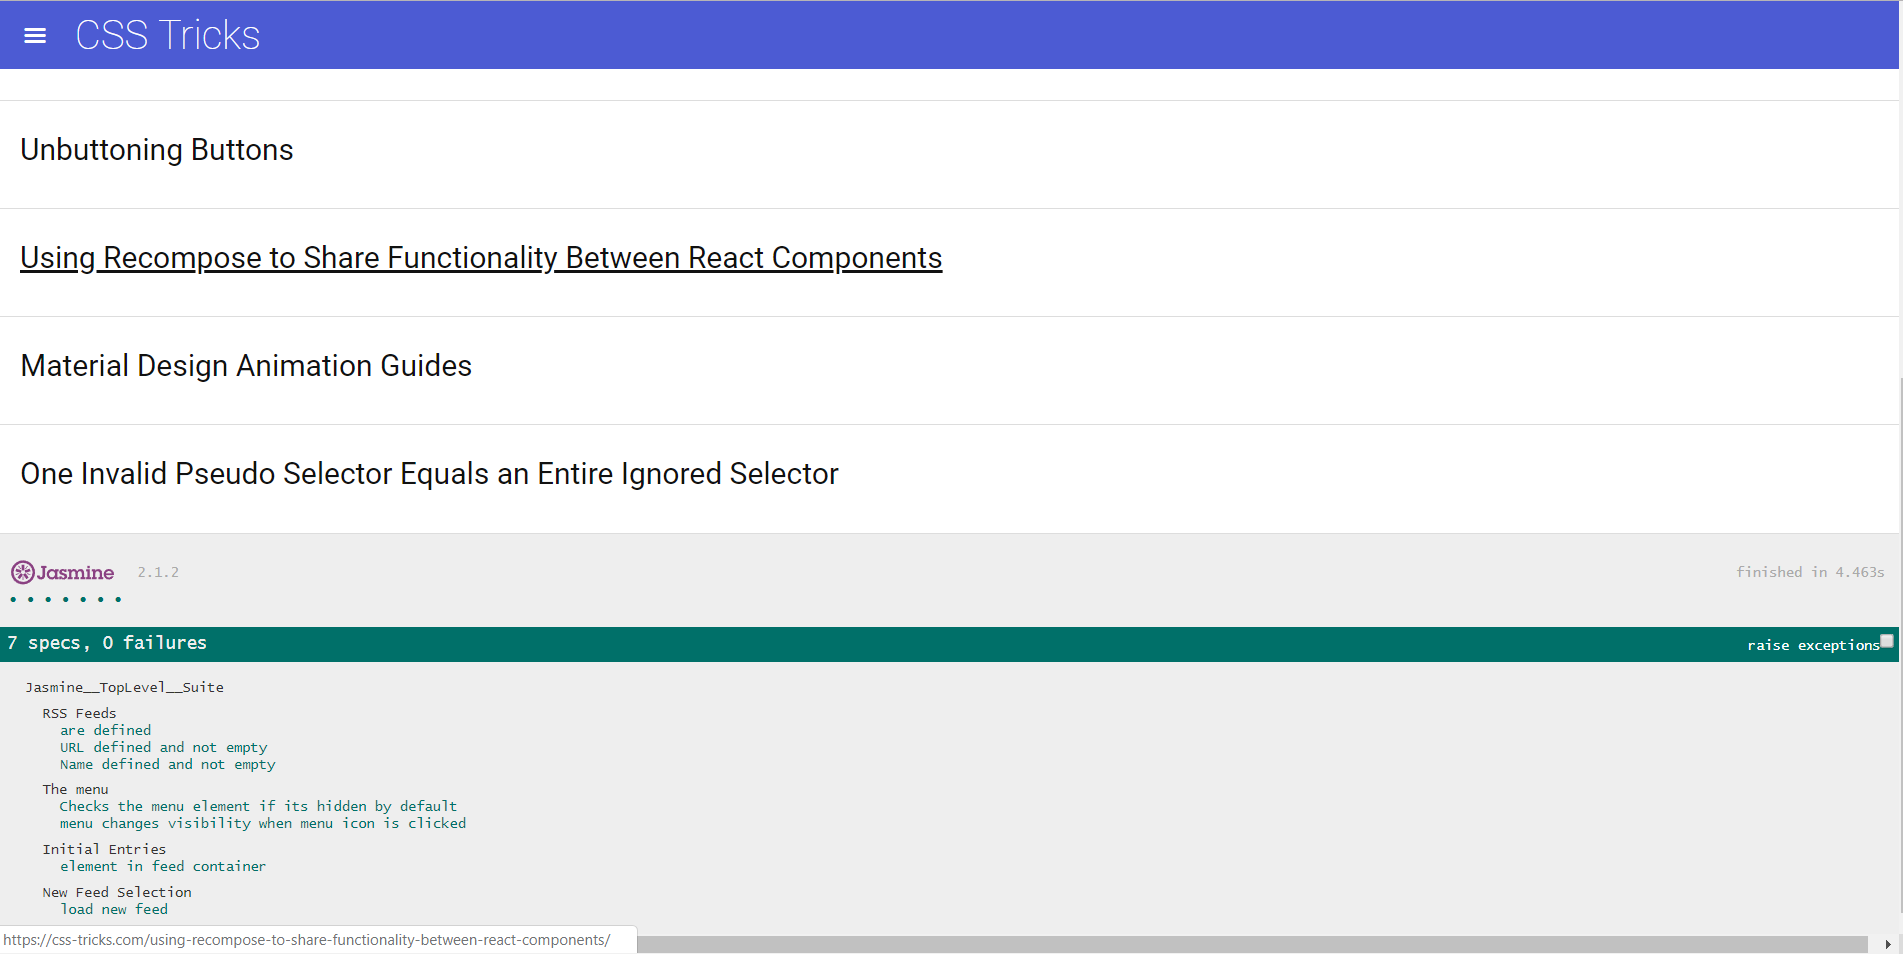 CSS Tricks
Unbuttoning Buttons
Using Recompose to Share Functionality Between React Components
Material Design Animation Guides
One Invalid Pseudo Selector Equals an Entire Ignored Selector
Jasmine 2.1.2 finished in 4.463s
• • • • • • •
7 specs, 0 failures raise exceptions
Jasmine__TopLevel__Suite
RSS Feeds
are defined
URL defined and not empty
Name defined and not empty
The menu
Checks the menu element if its hidden by default
menu changes visibility when menu icon is clicked
Initial Entries
element in feed container
New Feed Selection
load new feed
https://css-tricks.com/using-recompose-to-share-functionality-between-react-components/